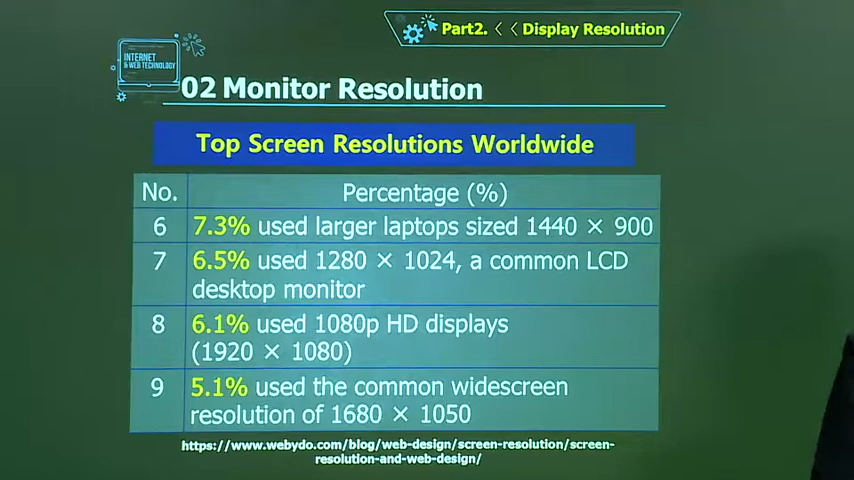 Part2. << Display Resolution
INTERNET
& WEB TECHNOLOGY
02 Monitor Resolution
Top Screen Resolutions Worldwide
No. Percentage (%)
6 7.3% used larger laptops sized 1440 × 900
7 6.5% used 1280 × 1024, a common LCD
desktop monitor
8 6.1% used 1080p HD displays
(1920 × 1080)
9 5.1% used the common widescreen
resolution of 1680 × 1050
https://www.webydo.com/blog/web-design/screen-resolution/screen-
resolution-and-web-design/